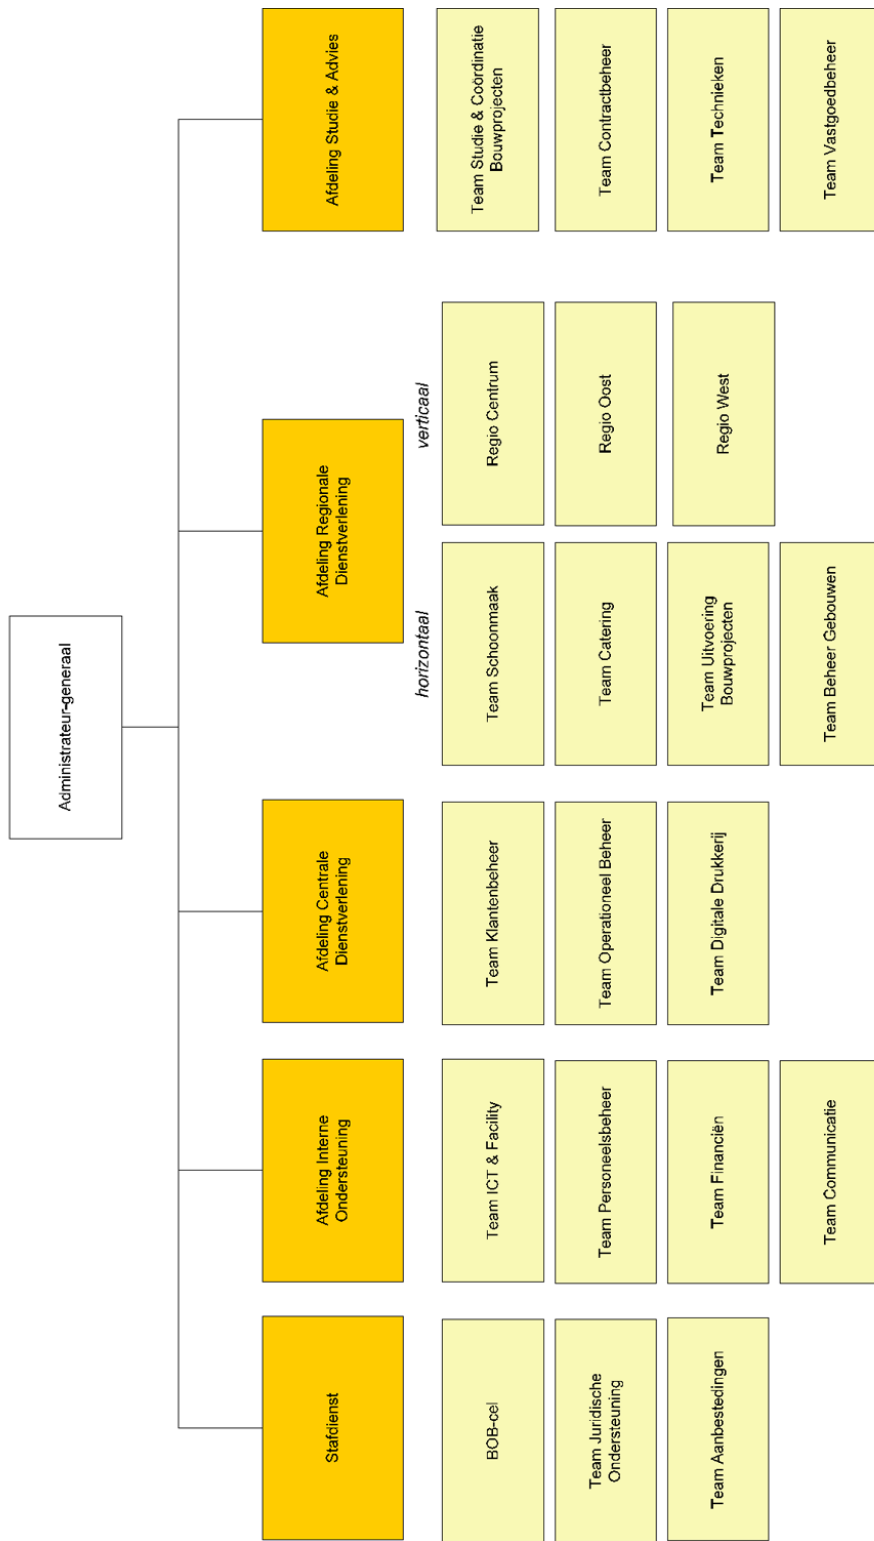 Administrateur-generaal
Stafdienst
Afdeling Interne
Ondersteuning
Afdeling Centrale
Dienstverlening
Afdeling Regionale
Dienstverlening
Afdeling Studie & Advies
horizontaal
verticaal
BOB-cel
Team Juridische
Ondersteuning
Team Aanbestedingen
Team ICT & Facility
Team Personeelsbeheer
Team Financiën
Team Communicatie
Team Klantenbeheer
Team Operationeel Beheer
Team Digitale Drukkerij
Team Schoonmaak
Team Catering
Team Uitvoering
Bouwprojecten
Team Beheer Gebouwen
Regio Centrum
Regio Oost
Regio West
Team Studie & Coördinatie
Bouwprojecten
Team Contractbeheer
Team Technieken
Team Vastgoedbeheer